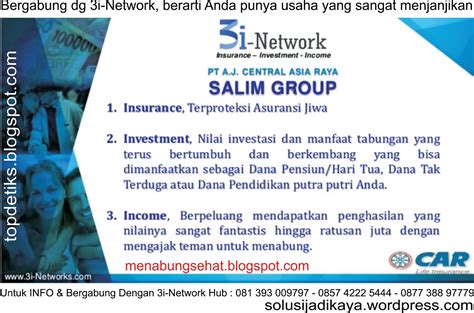 Bergabung dg 3i-Network, berarti Anda punya usaha yang sangat menjanjikan
3i-Network
Insurance – Investment - Income
PT A.J. CENTRAL ASIA RAYA
SALIM GROUP
1. Insurance, Terproteksi Asuransi Jiwa
2. Investment, Nilai investasi dan manfaat tabungan yang
terus bertumbuh dan berkembang yang bisa
dimanfaatkan sebagai Dana Pensiun/Hari Tua, Dana Tak
Terduga atau Dana Pendidikan putra putri Anda.
3. Income, Berpeluang mendapatkan penghasilan yang
nilainya sangat fantastis hingga ratusan juta dengan
mengajak teman untuk menabung.
topdetiks.blogspot.com
menabungsehat.blogspot.com
CAR
Life Insurance
www.3i-Networks.com
Untuk INFO & Bergabung Dengan 3i-Network Hub : 081 393 009797 - 0857 4222 5444 - 0877 388 97779
solusijadikaya.wordpress.com